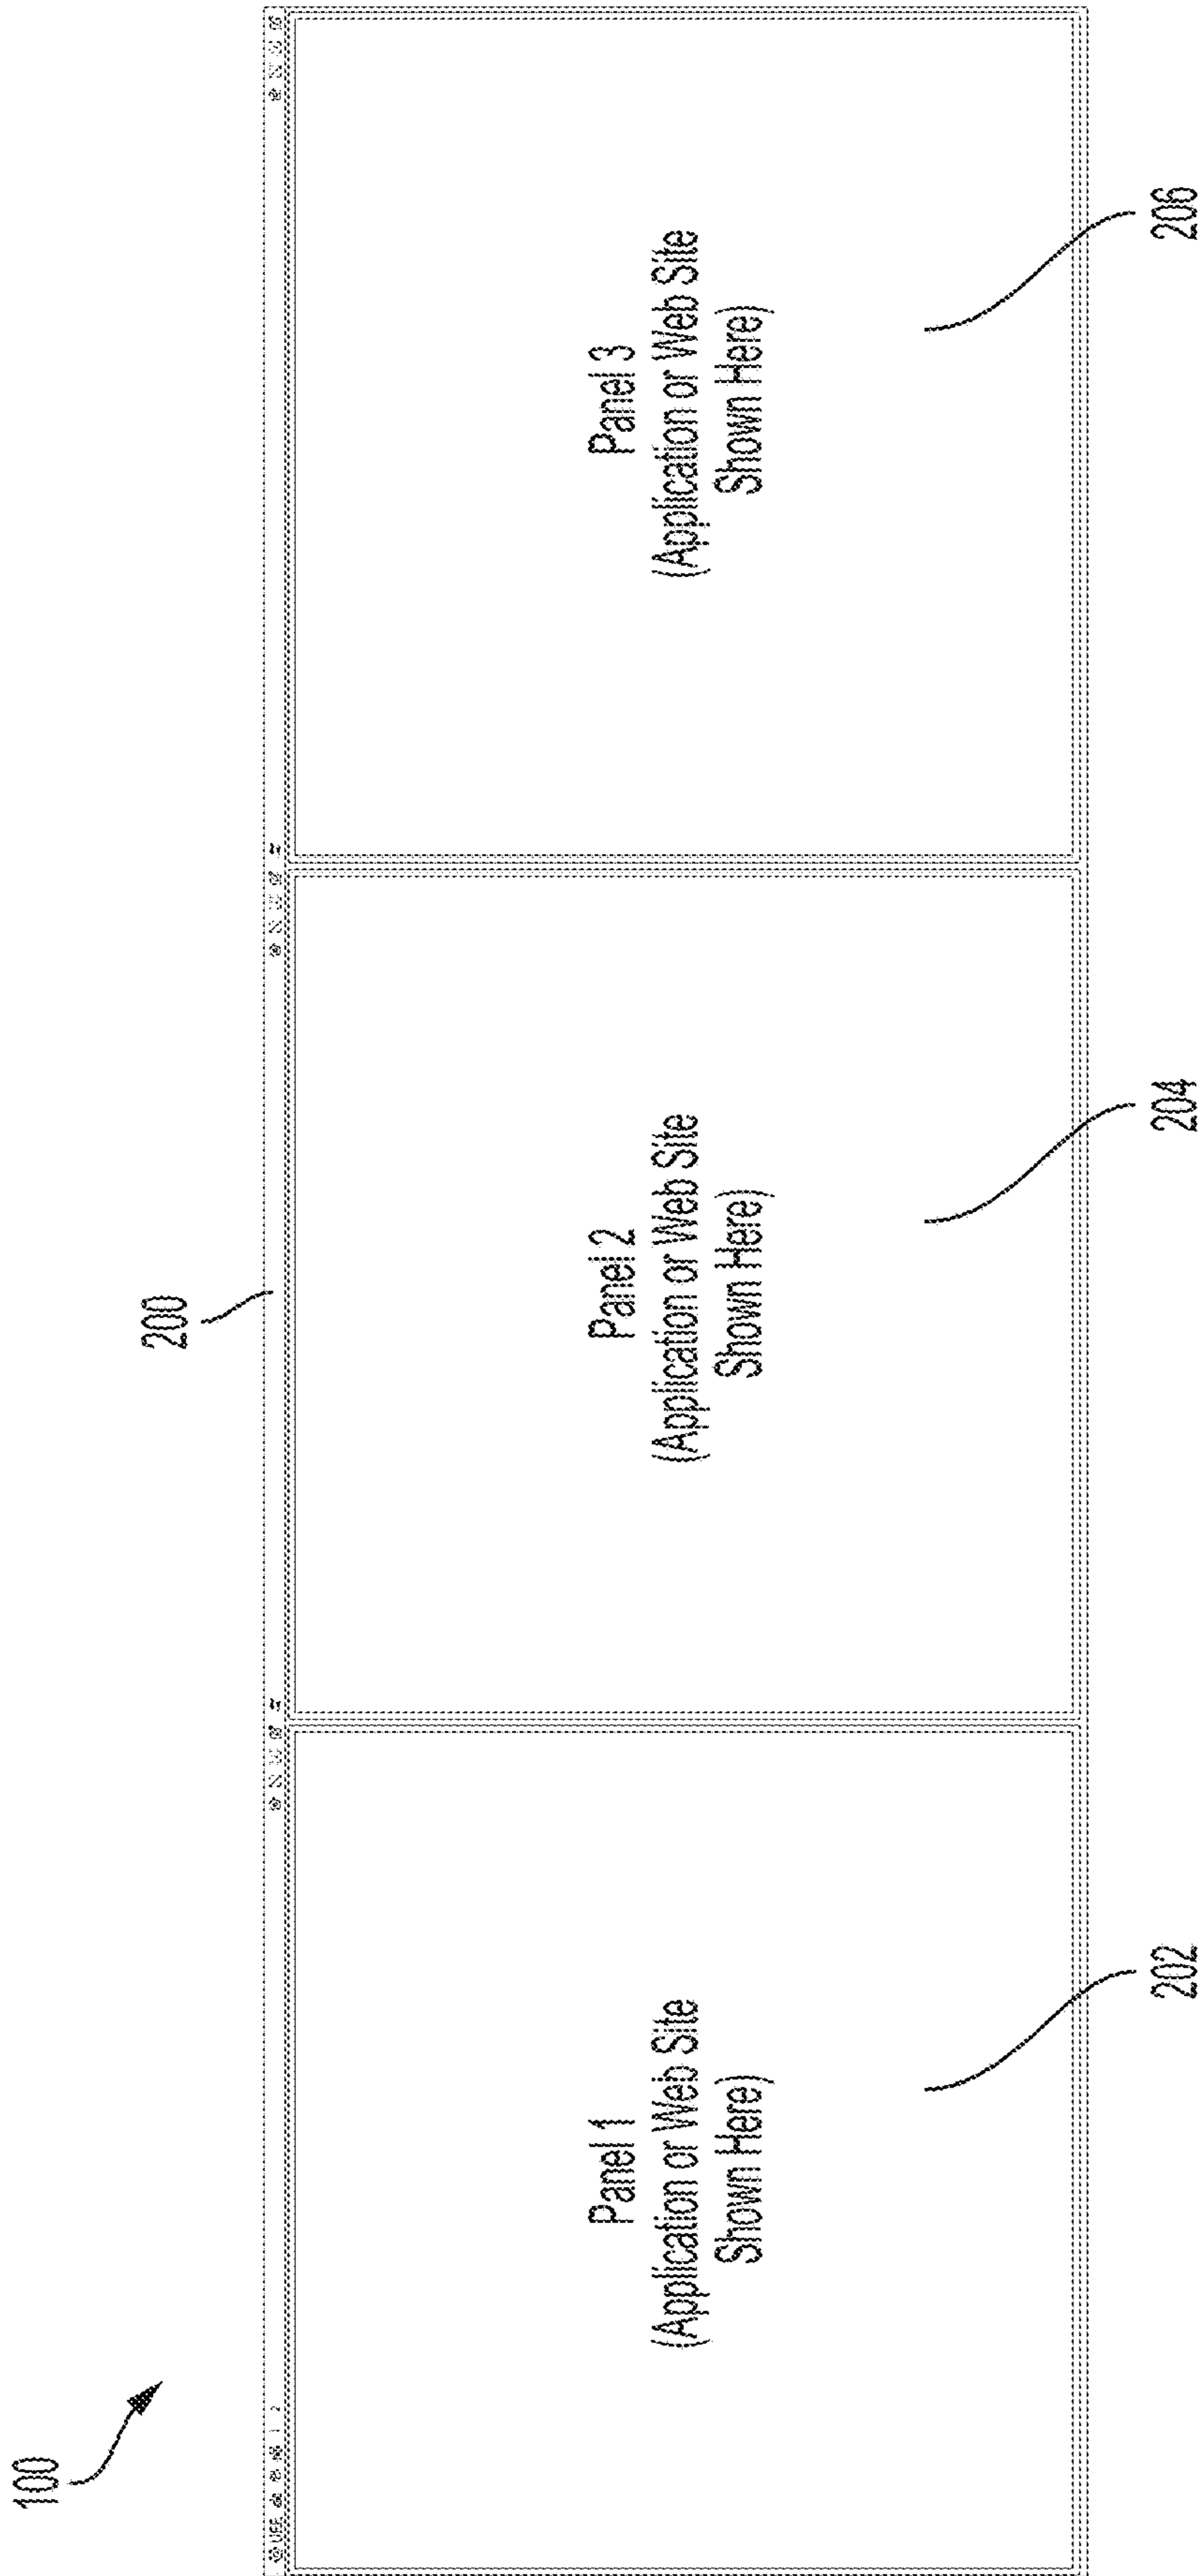 100
200
Panel 1
(Application or Web Site
Shown Here)
Panel 2
(Application or Web Site
Shown Here)
Panel 3
(Application or Web Site
Shown Here)
202
204
206